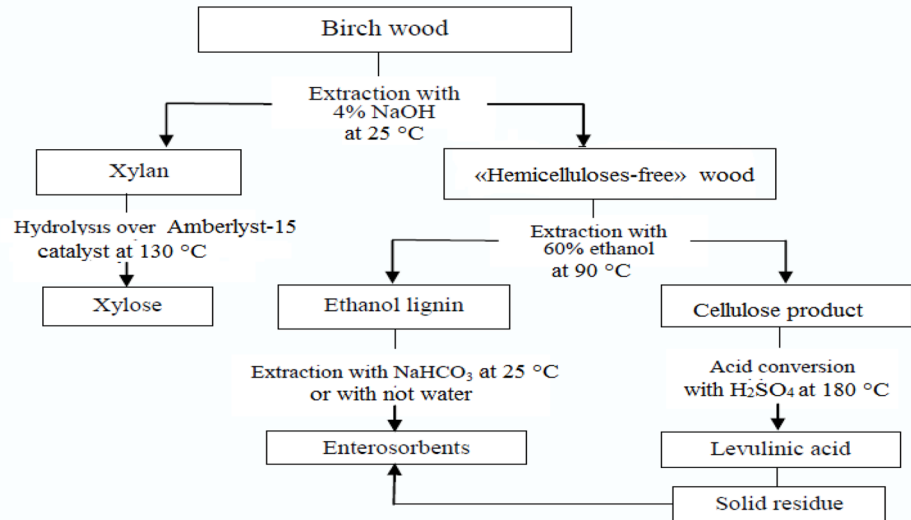 Birch wood
Extraction with
4% NaOH
at 25 °C
Xylan
«Hemicelluloses-free» wood
Hydrolysis over Amberlyst-15
catalyst at 130 °C
Extraction with
60% ethanol
at 90 °C
Xylose
Ethanol lignin
Cellulose product
Extraction with NaHCO₃ at 25 °C
or with not water
Acid conversion
with H₂SO₄ at 180 °C
Enterosorbents
Levulinic acid
Solid residue